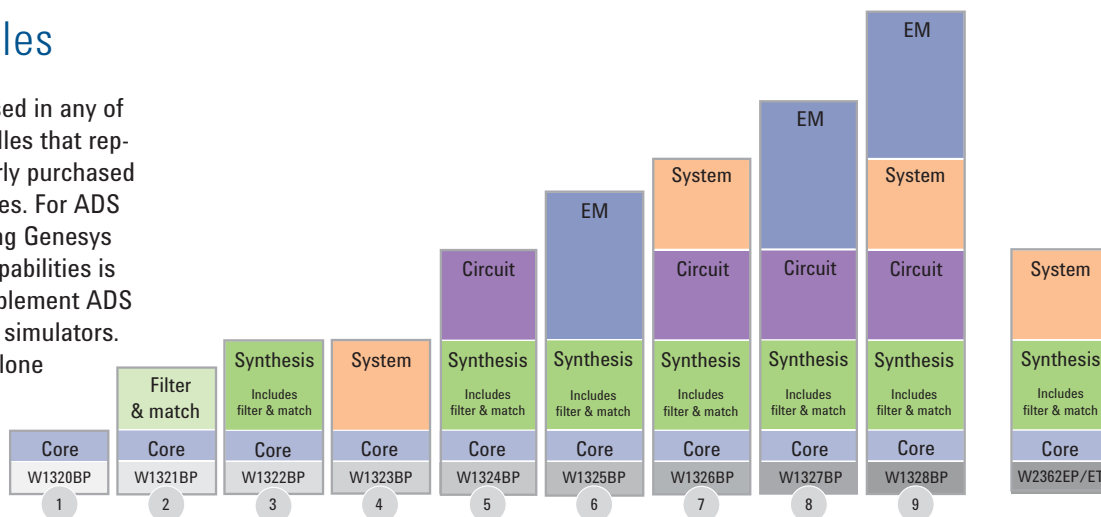 les
sed in any of
lles that rep-
rly purchased
es. For ADS
ng Genesys
pabilities is
plement ADS
simulators.
lone
Core
W1320BP
1
Filter
& match
Core
W1321BP
2
Synthesis
Includes
filter & match
Core
W1322BP
3
System
Core
W1323BP
4
Circuit
Synthesis
Includes
filter & match
Core
W1324BP
5
EM
Synthesis
Includes
filter & match
Core
W1325BP
6
System
Circuit
Synthesis
Includes
filter & match
Core
W1326BP
7
EM
Circuit
Synthesis
Includes
filter & match
Core
W1327BP
8
EM
System
Circuit
Synthesis
Includes
filter & match
Core
W1328BP
9
System
Synthesis
Includes
filter & match
Core
W2362EP/ET